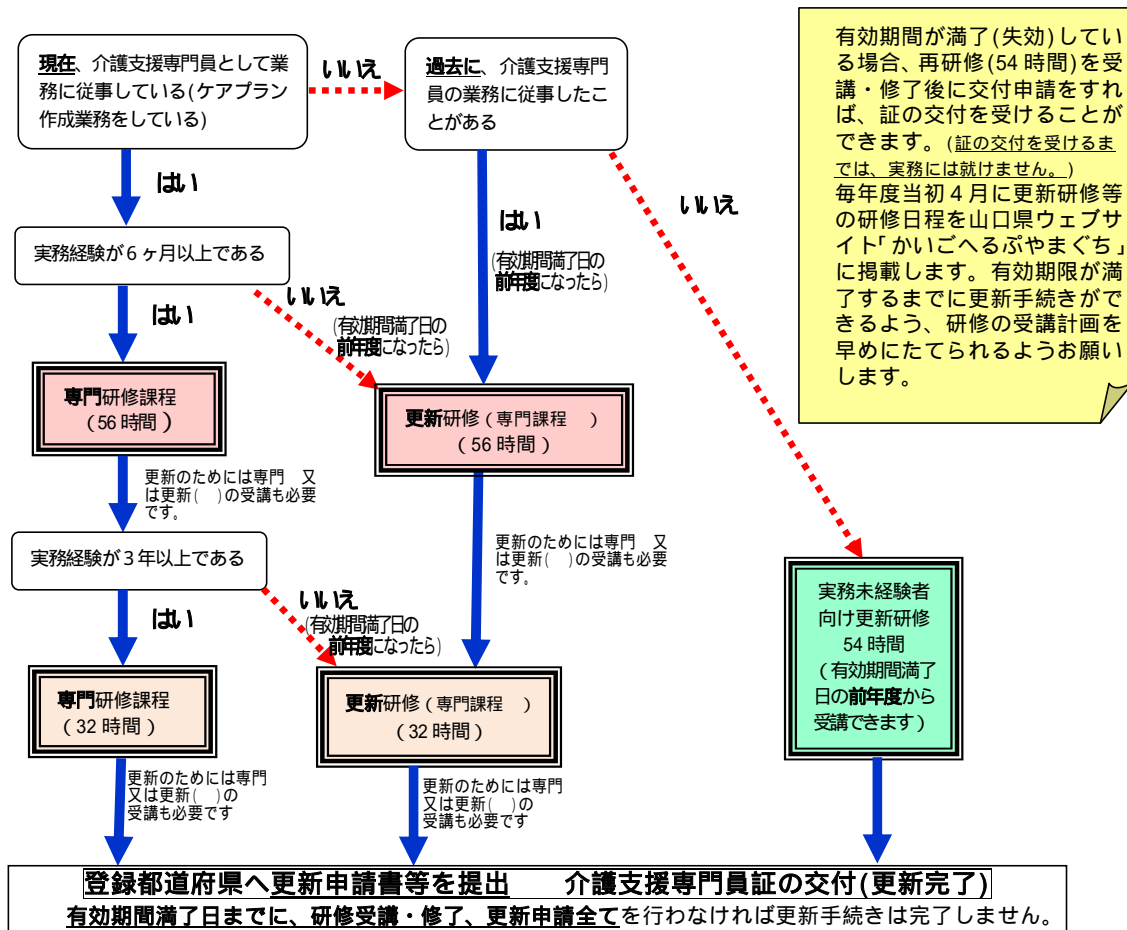 現在、介護支援専門員として業
務に従事している(ケアプラン
作成業務をしている)
いいえ
過去に、介護支援専門
員の業務に従事したこ
とがある
有効期間が満了(失効)してい
る場合、再研修(54時間)を受
講・修了後に交付申請をすれ
ば、証の交付を受けることが
できます。(証の交付を受けるま
では、実務には就けません。)
毎年度当初4月に更新研修等
の研修日程を山口県ウェブサ
イト「かいごへるぷやまぐち」
に掲載します。有効期限が満
了するまでに更新手続きがで
きるよう、研修の受講計画を
早めにたてられるようお願い
します。
はい
はい
(有効期間満了日の
前年度になったら)
いいえ
実務経験が6ヶ月以上である
はい
いいえ
(有効期間満了日の
前年度になったら)
専門研修課程
(56時間)
更新研修(専門課程 )
(56時間)
更新のためには専門 又
は更新( )の受講も必要
です。
更新のためには専門 又
は更新( )の受講も必要
です。
実務経験が3年以上である
はい
いいえ
(有効期間満了日の
前年度になったら)
実務未経験者
向け更新研修
54時間
(有効期間満了
日の前年度から
受講できます)
専門研修課程
(32時間)
更新研修(専門課程 )
(32時間)
更新のためには専門
又は更新( )の
受講も必要です
更新のためには専門
又は更新( )の
受講も必要です
登録都道府県へ更新申請書等を提出 介護支援専門員証の交付(更新完了)
有効期間満了日までに、研修受講・修了、更新申請全てを行わなければ更新手続きは完了しません。